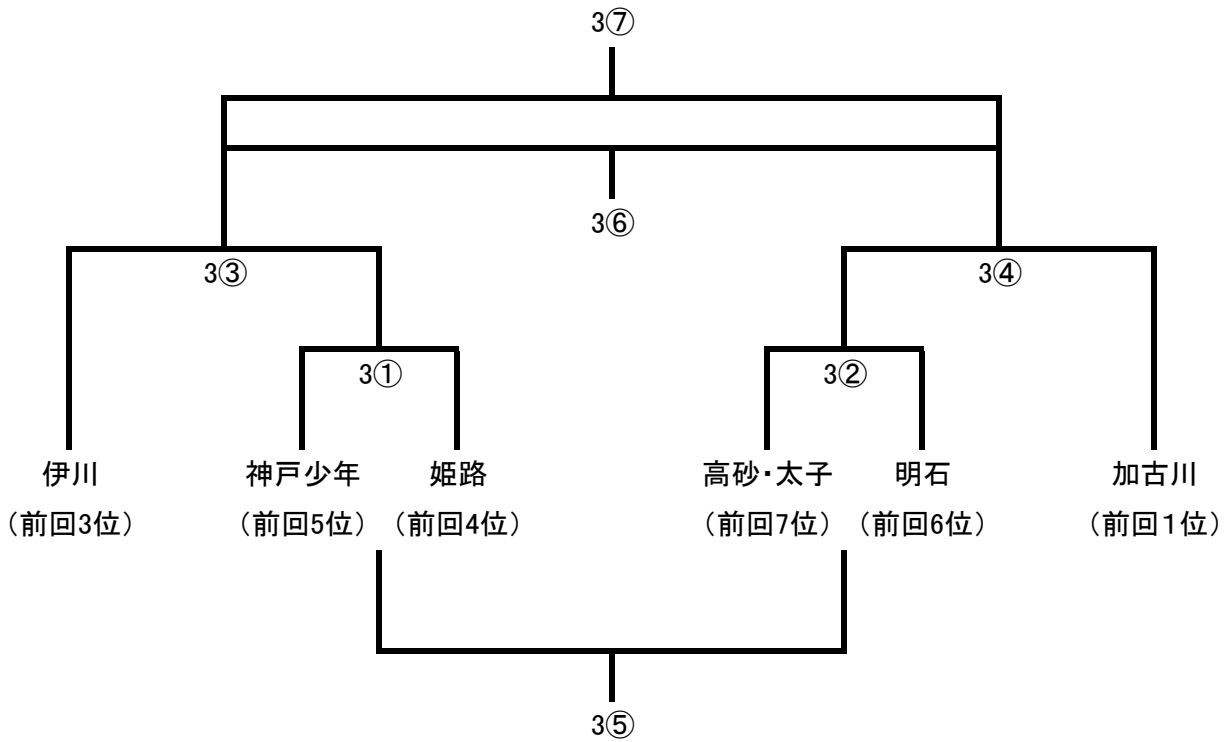 3⑦
3⑥
3③
3④
3①
3②
伊川
神戸少年
姫路
高砂・太子
明石
加古川
（前回3位）
（前回5位）
（前回4位）
（前回7位）
（前回6位）
（前回１位）
3⑤